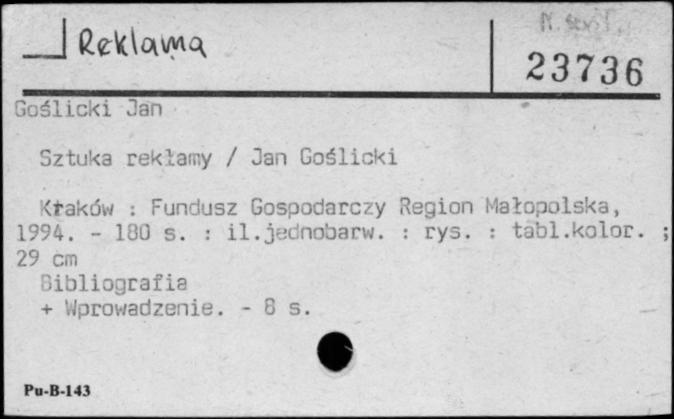 Reklama
23736
Goślicki Jan
Sztuka reklamy / Jan Goślicki
Kraków : Fundusz Gospodarczy Region Małopolska,
1994. - 180 s. : il.jednobarw. : rys. : tabl.kolor. ;
29 cm
Bibliografia
+ Wprowadzenie. - 8 s.
Pu-B-143